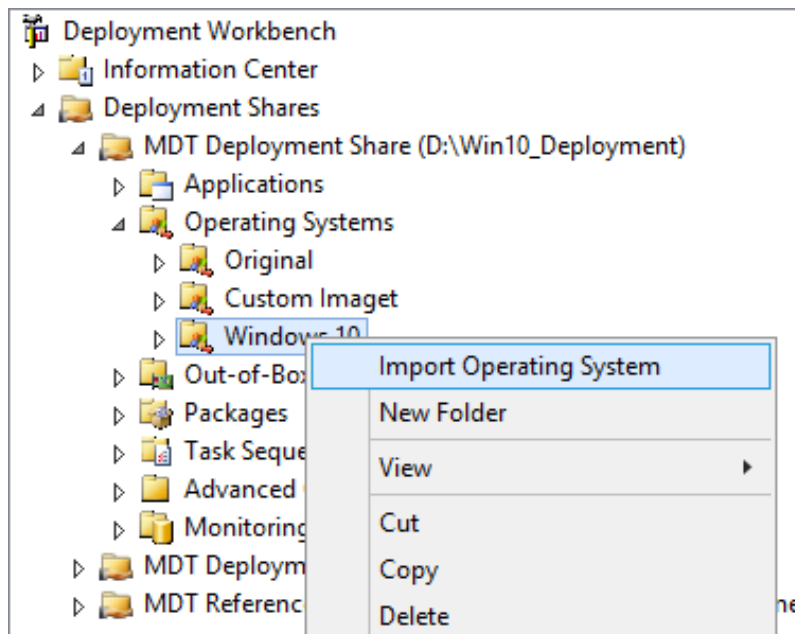 Deployment Workbench
Information Center
Deployment Shares
MDT Deployment Share (D:\Win10_Deployment)
Applications
Operating Systems
Original
Custom Imaget
Windows 10
Import Operating System
Out-of-Bo
New Folder
Packages
Task Seque
View
Advanced
Monitoring
Cut
MDT Deploym
Copy
MDT Referenc
Delete